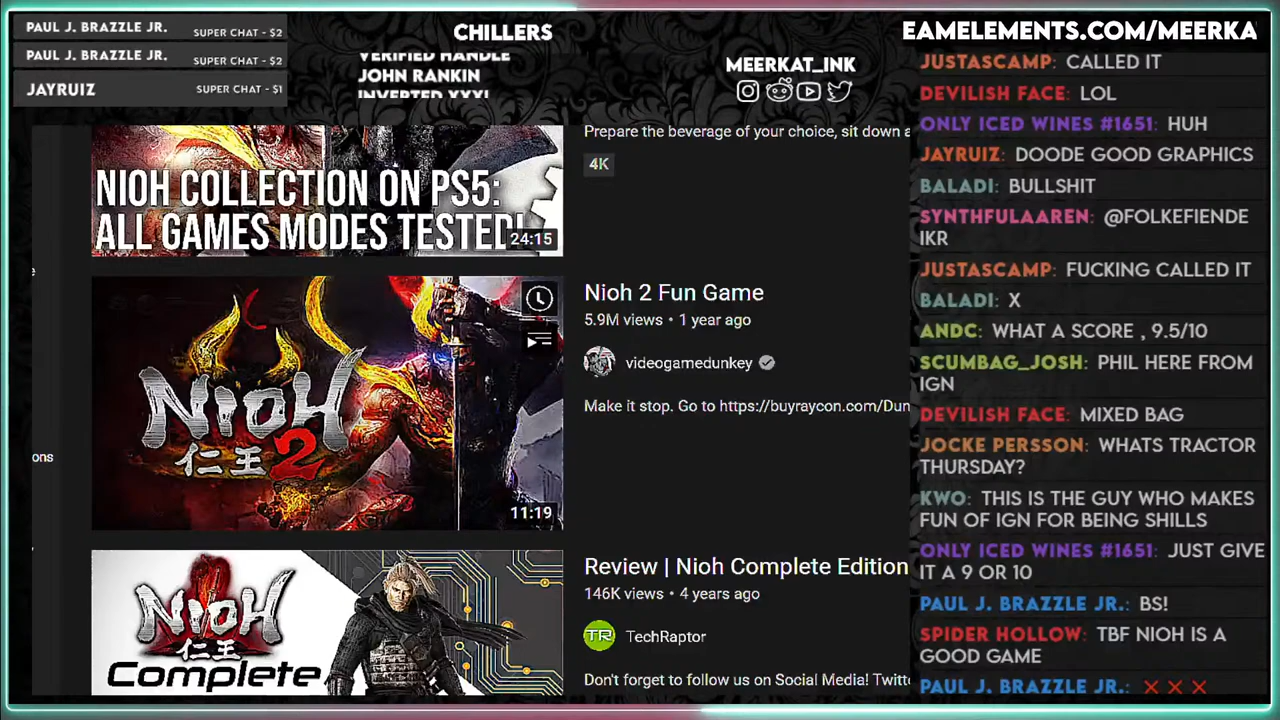 PAUL J. BRAZZLE JR. SUPER CHAT - $2
PAUL J. BRAZZLE JR. SUPER CHAT - $2
JAYRUIZ SUPER CHAT - $1
CHILLERS
VERIFIED HANDLE
JOHN RANKIN
INVERTED XXXL
MEERKAT_INK
EAMELEMENTS.COM/MEERKA
Prepare the beverage of your choice, sit down a
4K
NIOH COLLECTION ON PS5:
ALL GAMES MODES TESTED!
24:15
Nioh 2 Fun Game
5.9M views • 1 year ago
videogamedunkey
Make it stop. Go to https://buyraycon.com/Dun
NIOH 2
仁王
11:19
ons
Review | Nioh Complete Edition
146K views • 4 years ago
TR TechRaptor
Don't forget to follow us on Social Media! Twitte
NIOH
仁王
Complete
JUSTASCAMP: CALLED IT
DEVILISH FACE: LOL
ONLY ICED WINES #1651: HUH
JAYRUIZ: DOODE GOOD GRAPHICS
BALADI: BULLSHIT
SYNTHFULAAREN: @FOLKEFIENDE
IKR
JUSTASCAMP: FUCKING CALLED IT
BALADI: X
ANDC: WHAT A SCORE , 9.5/10
SCUMBAG_JOSH: PHIL HERE FROM
IGN
DEVILISH FACE: MIXED BAG
JOCKE PERSSON: WHATS TRACTOR
THURSDAY?
KWO: THIS IS THE GUY WHO MAKES
FUN OF IGN FOR BEING SHILLS
ONLY ICED WINES #1651: JUST GIVE
IT A 9 OR 10
PAUL J. BRAZZLE JR.: BS!
SPIDER HOLLOW: TBF NIOH IS A
GOOD GAME
PAUL J. BRAZZLE JR.: ❌❌❌